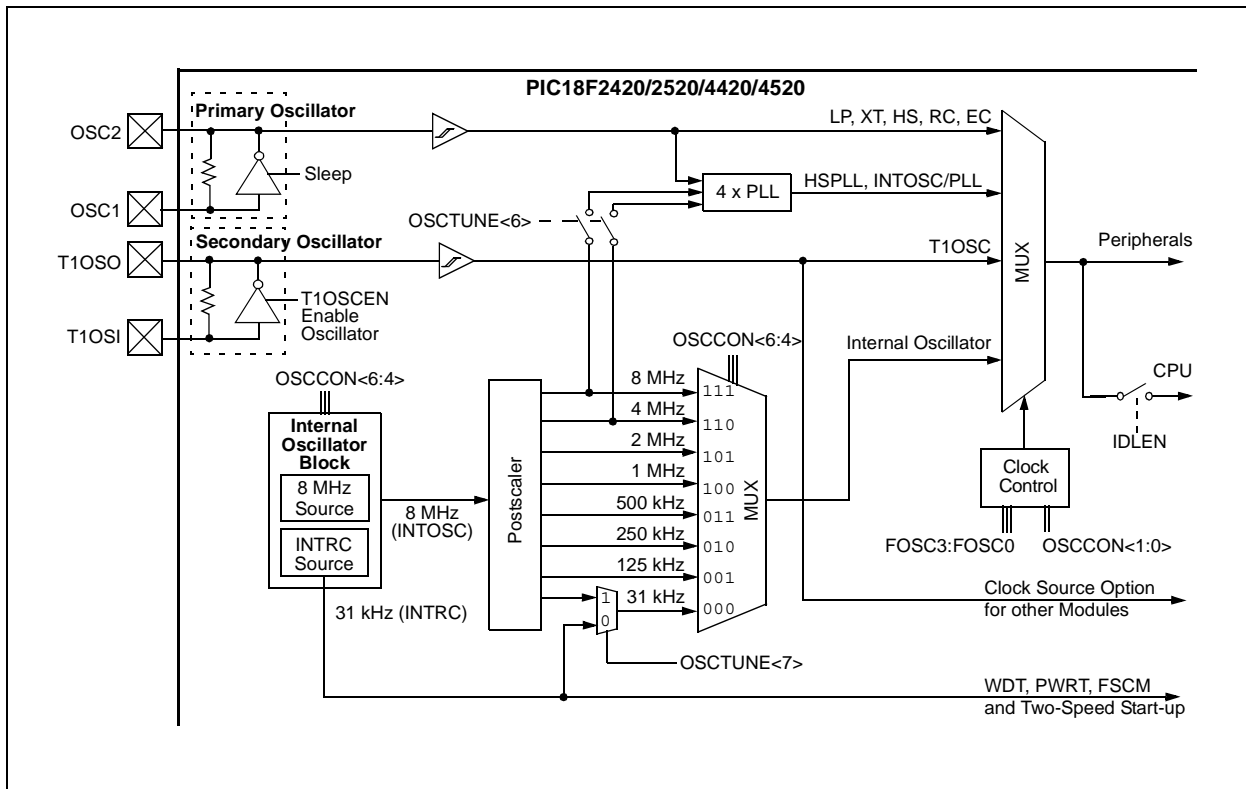 PIC18F2420/2520/4420/4520
Primary Oscillator
OSC2
LP, XT, HS, RC, EC
Sleep
4 x PLL
HSPLL, INTOSC/PLL
OSC1
OSCTUNE<6>
Secondary Oscillator
T1OSO
T1OSC
MUX
Peripherals
T1OSCEN
Enable
Oscillator
T1OSI
OSCCON<6:4>
Internal Oscillator
OSCCON<6:4>
CPU
IDLEN
Internal
Oscillator
Block
8 MHz
Source
INTRC
Source
8 MHz
(INTOSC)
31 kHz (INTRC)
Postscaler
8 MHz
111
4 MHz
110
2 MHz
101
1 MHz
100
500 kHz
011
250 kHz
010
125 kHz
001
1
0
31 kHz
000
MUX
OSCTUNE<7>
Clock
Control
FOSC3:FOSC0
OSCCON<1:0>
Clock Source Option
for other Modules
WDT, PWRT, FSCM
and Two-Speed Start-up